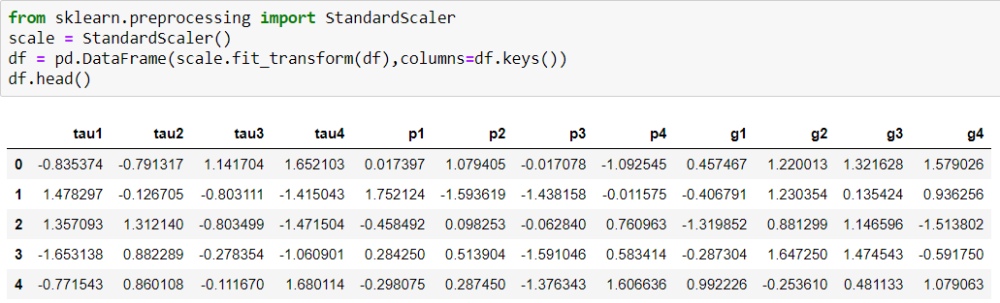 from sklearn.preprocessing import StandardScaler
scale = StandardScaler()
df = pd.DataFrame(scale.fit_transform(df),columns=df.keys())
df.head()
tau1 tau2 tau3 tau4 p1 p2 p3 p4 g1 g2 g3 g4
0 -0.835374 -0.791317 1.141704 1.652103 0.017397 1.079405 -0.017078 -1.092545 0.457467 1.220013 1.321628 1.579026
1 1.478297 -0.126705 -0.803111 -1.415043 1.752124 -1.593619 -1.438158 -0.011575 -0.406791 1.230354 0.135424 0.936256
2 1.357093 1.312140 -0.803499 -1.471504 -0.458492 0.098253 -0.062840 0.760963 -1.319852 0.881299 1.146596 -1.513802
3 -1.653138 0.882289 -0.278354 -1.060901 0.284250 0.513904 -1.591046 0.583414 -0.287304 1.647250 1.474543 -0.591750
4 -0.771543 0.860108 -0.111670 1.680114 -0.298075 0.287450 -1.376343 1.606636 0.992226 -0.253610 0.481133 1.079063